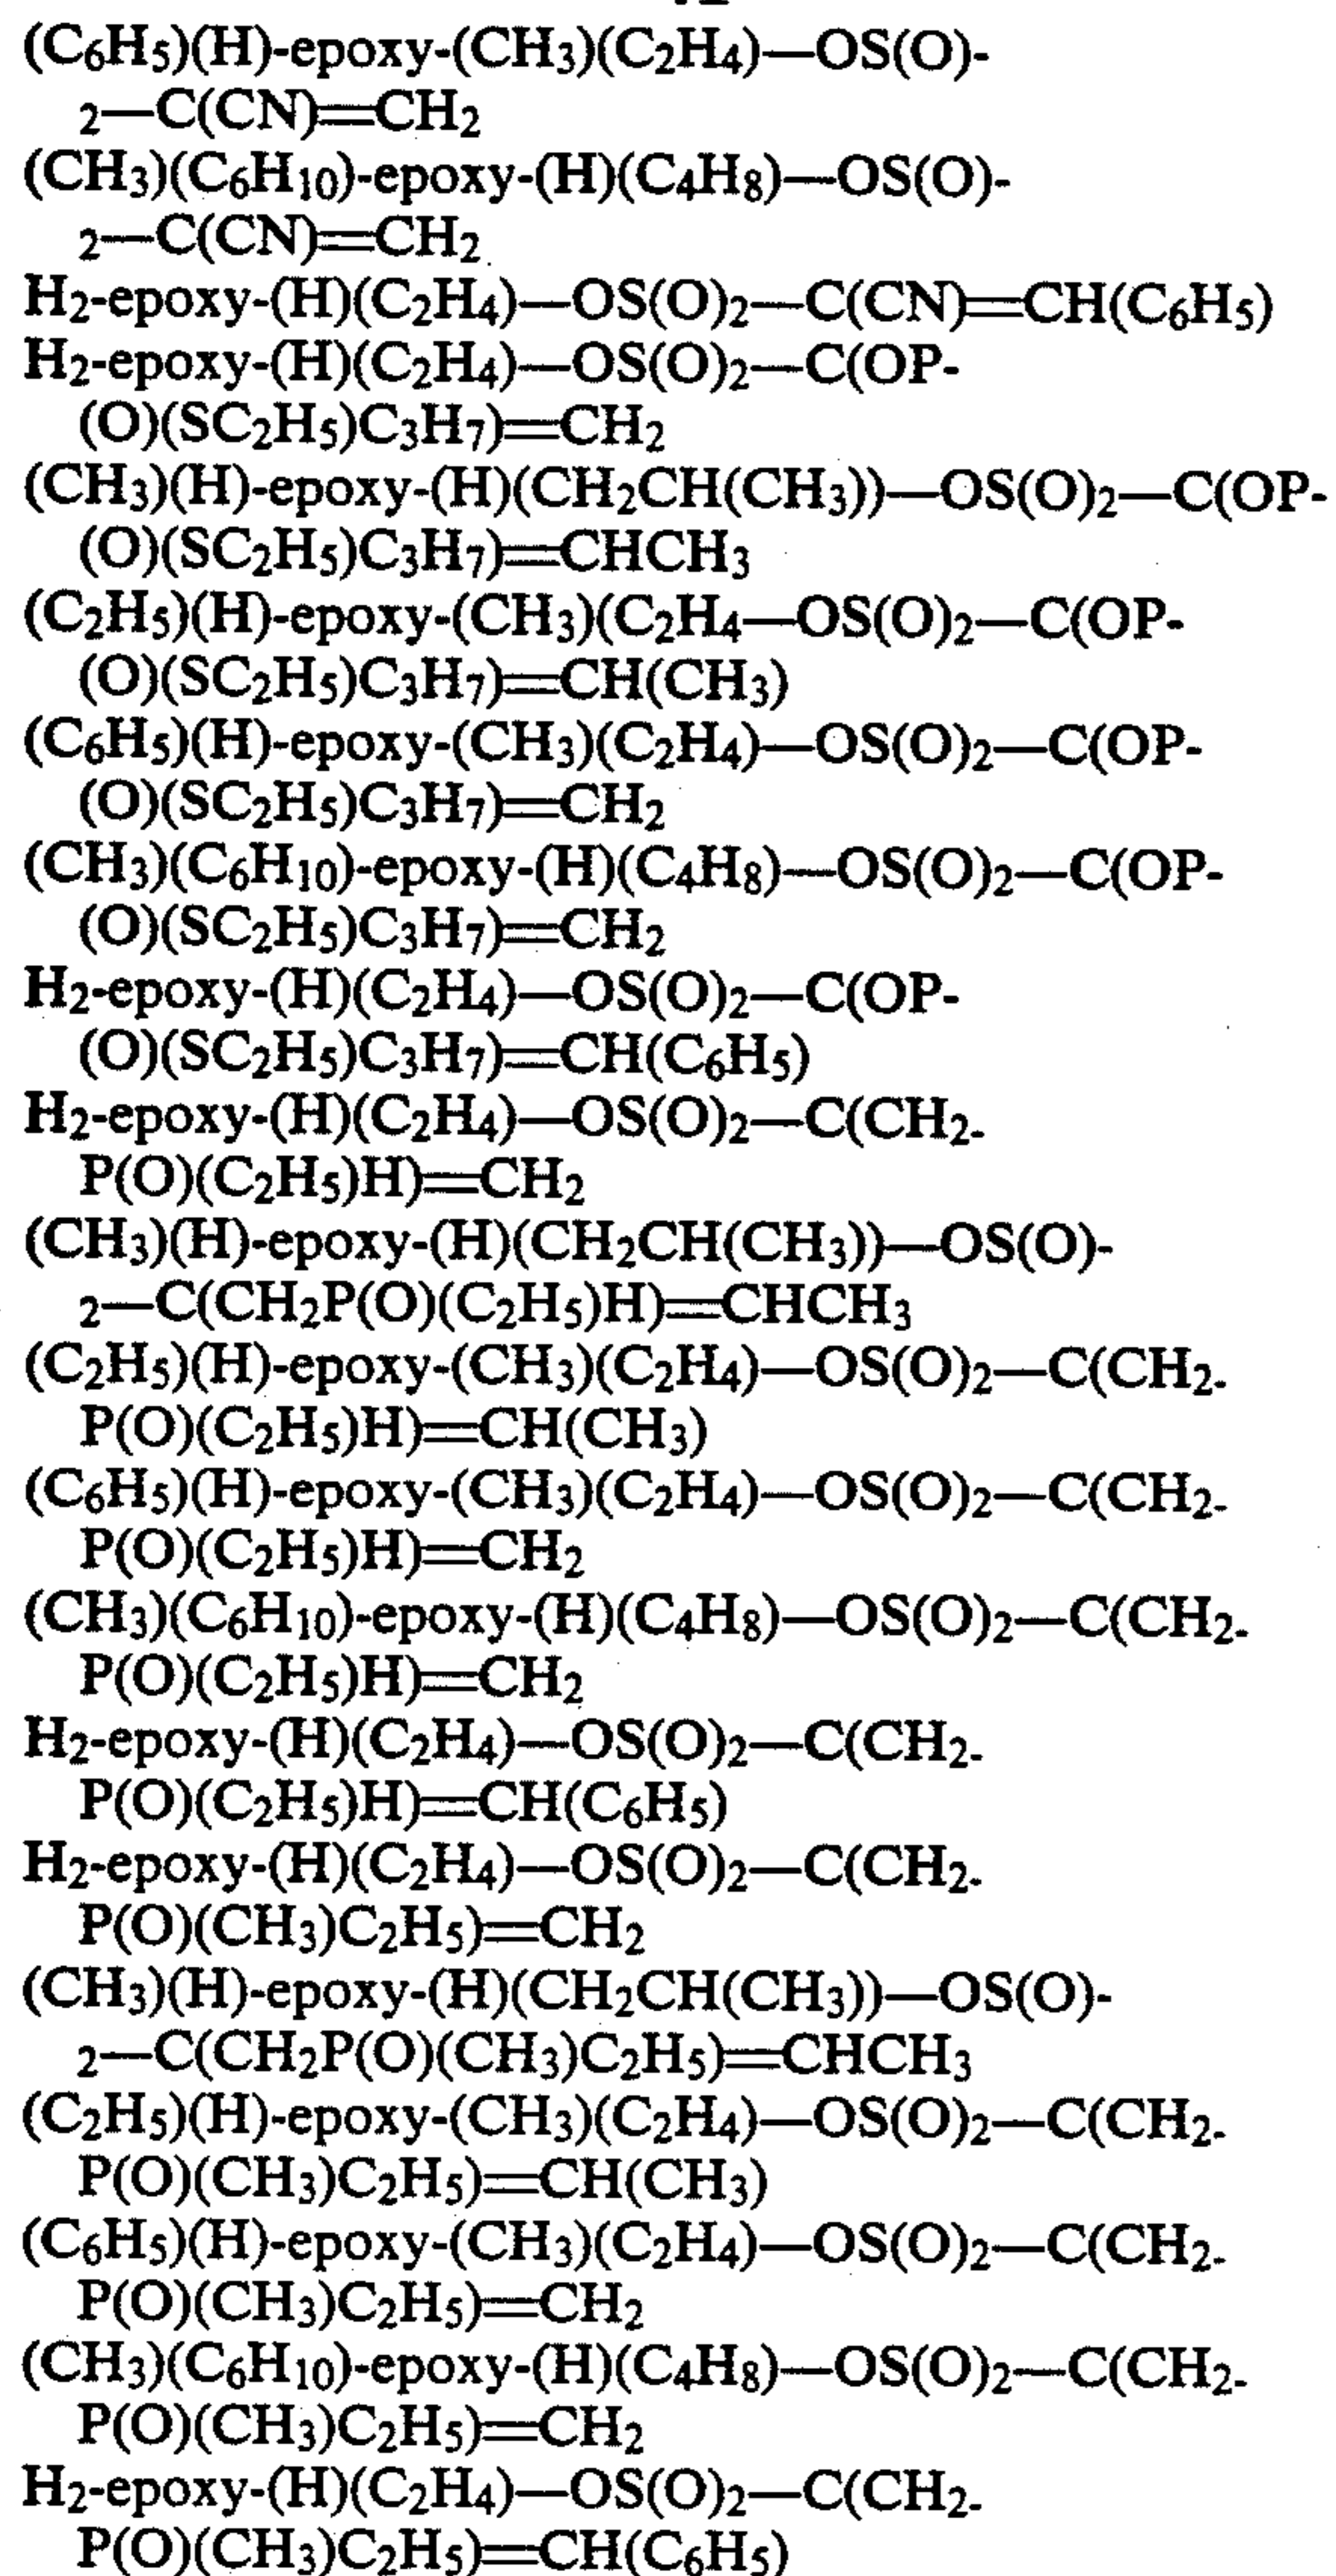 (C₆H₅)(H)-epoxy-(CH₃)(C₂H₄)—OS(O)-
₂—C(CN)═CH₂
(CH₃)(C₆H₁₀)-epoxy-(H)(C₄H₈)—OS(O)-
₂—C(CN)═CH₂
H₂-epoxy-(H)(C₂H₄)—OS(O)₂—C(CN)═CH(C₆H₅)
H₂-epoxy-(H)(C₂H₄)—OS(O)₂—C(OP-
(O)(SC₂H₅)C₃H₇)═CH₂
(CH₃)(H)-epoxy-(H)(CH₂CH(CH₃))—OS(O)₂—C(OP-
(O)(SC₂H₅)C₃H₇)═CHCH₃
(C₂H₅)(H)-epoxy-(CH₃)(C₂H₄—OS(O)₂—C(OP-
(O)(SC₂H₅)C₃H₇)═CH(CH₃)
(C₆H₅)(H)-epoxy-(CH₃)(C₂H₄)—OS(O)₂—C(OP-
(O)(SC₂H₅)C₃H₇)═CH₂
(CH₃)(C₆H₁₀)-epoxy-(H)(C₄H₈)—OS(O)₂—C(OP-
(O)(SC₂H₅)C₃H₇)═CH₂
H₂-epoxy-(H)(C₂H₄)—OS(O)₂—C(OP-
(O)(SC₂H₅)C₃H₇)═CH(C₆H₅)
H₂-epoxy-(H)(C₂H₄)—OS(O)₂—C(CH₂-
P(O)(C₂H₅)H)═CH₂
(CH₃)(H)-epoxy-(H)(CH₂CH(CH₃))—OS(O)-
₂—C(CH₂P(O)(C₂H₅)H)═CHCH₃
(C₂H₅)(H)-epoxy-(CH₃)(C₂H₄)—OS(O)₂—C(CH₂-
P(O)(C₂H₅)H)═CH(CH₃)
(C₆H₅)(H)-epoxy-(CH₃)(C₂H₄)—OS(O)₂—C(CH₂-
P(O)(C₂H₅)H)═CH₂
(CH₃)(C₆H₁₀)-epoxy-(H)(C₄H₈)—OS(O)₂—C(CH₂-
P(O)(C₂H₅)H)═CH₂
H₂-epoxy-(H)(C₂H₄)—OS(O)₂—C(CH₂-
P(O)(C₂H₅)H)═CH(C₆H₅)
H₂-epoxy-(H)(C₂H₄)—OS(O)₂—C(CH₂-
P(O)(CH₃)C₂H₅)═CH₂
(CH₃)(H)-epoxy-(H)(CH₂CH(CH₃))—OS(O)-
₂—C(CH₂P(O)(CH₃)C₂H₅)═CHCH₃
(C₂H₅)(H)-epoxy-(CH₃)(C₂H₄)—OS(O)₂—C(CH₂-
P(O)(CH₃)C₂H₅)═CH(CH₃)
(C₆H₅)(H)-epoxy-(CH₃)(C₂H₄)—OS(O)₂—C(CH₂-
P(O)(CH₃)C₂H₅)═CH₂
(CH₃)(C₆H₁₀)-epoxy-(H)(C₄H₈)—OS(O)₂—C(CH₂-
P(O)(CH₃)C₂H₅)═CH₂
H₂-epoxy-(H)(C₂H₄)—OS(O)₂—C(CH₂-
P(O)(CH₃)C₂H₅)═CH(C₆H₅)